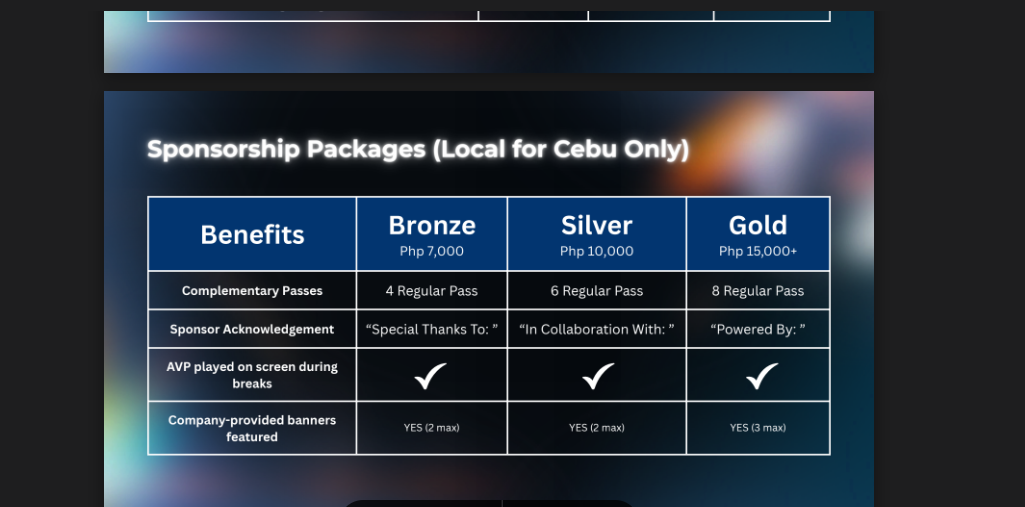 Sponsorship Packages (Local for Cebu Only)
Benefits
Bronze
Php 7,000
Silver
Php 10,000
Gold
Php 15,000+
Complementary Passes
4 Regular Pass
6 Regular Pass
8 Regular Pass
Sponsor Acknowledgement
“Special Thanks To: ”
“In Collaboration With: ”
“Powered By: ”
AVP played on screen during
breaks
Company-provided banners
featured
YES (2 max)
YES (2 max)
YES (3 max)